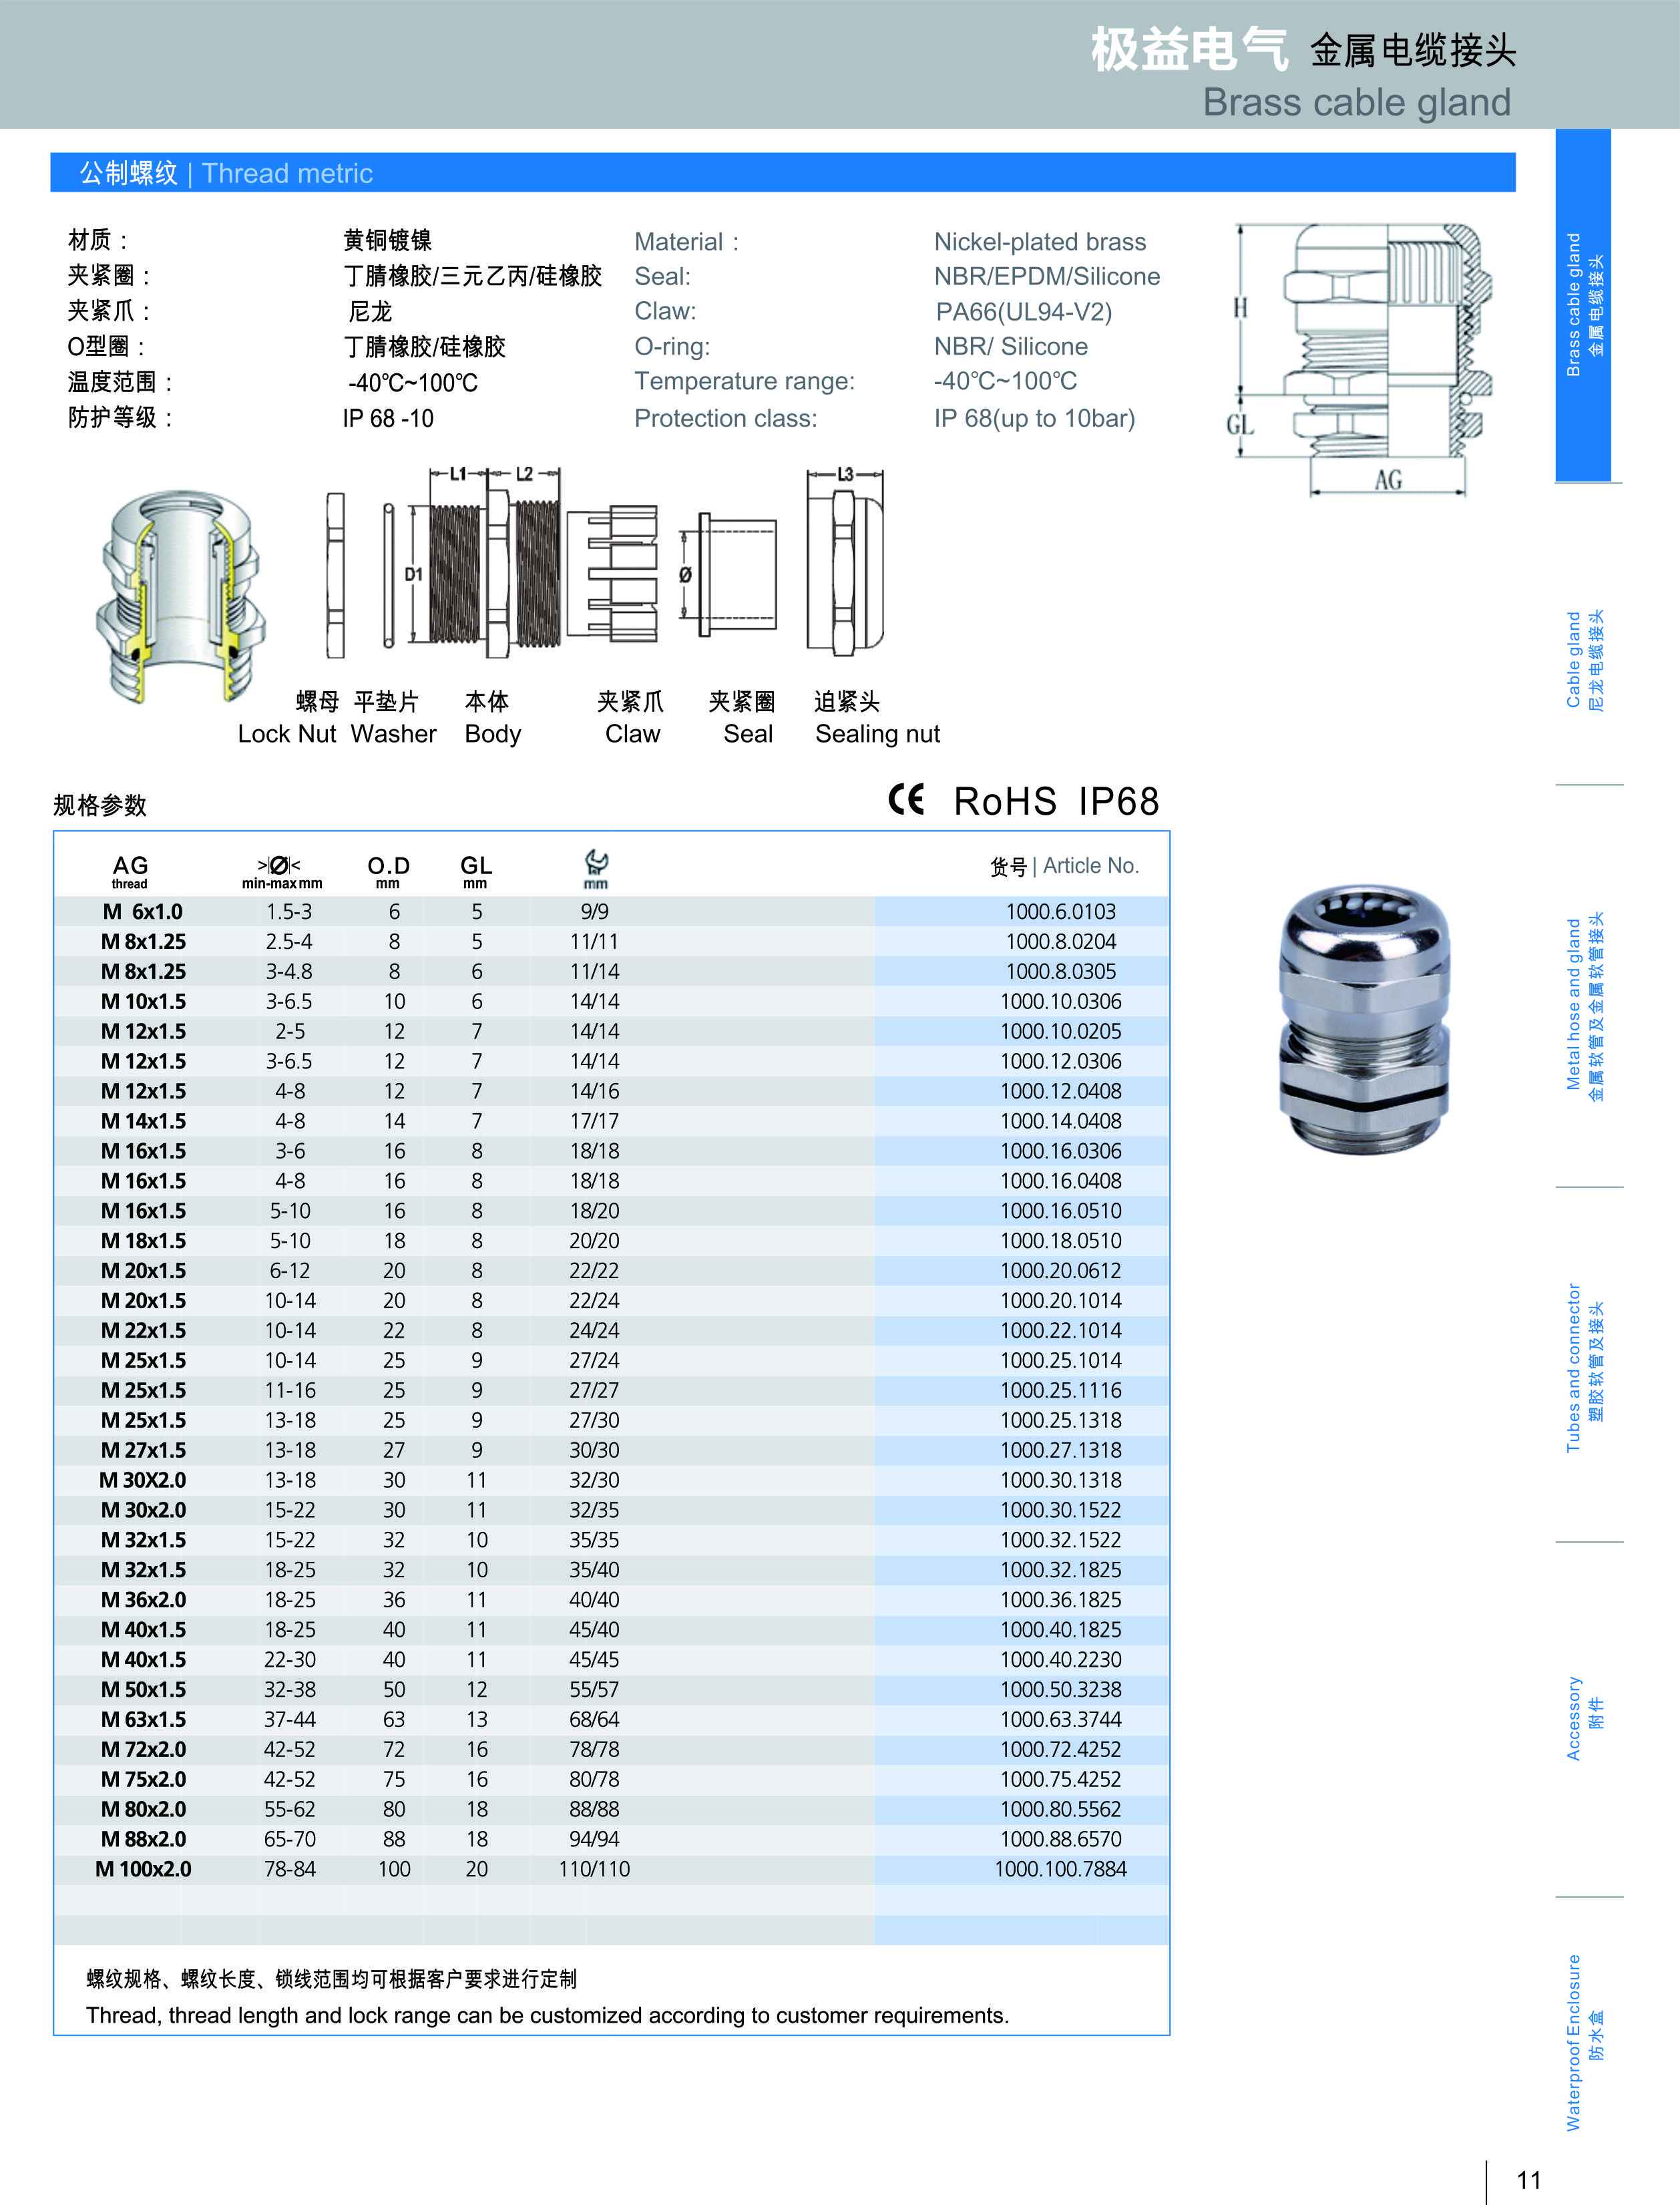 极益电气 金属电缆接头
Brass cable gland
公制螺纹 | Thread metric
材质： 黄铜镀镍 Material： Nickel-plated brass
夹紧圈： 丁腈橡胶/三元乙丙/硅橡胶 Seal: NBR/EPDM/Silicone
夹紧爪： 尼龙 Claw: PA66(UL94-V2)
O型圈： 丁腈橡胶/硅橡胶 O-ring: NBR/ Silicone
温度范围： -40℃~100℃ Temperature range: -40℃~100℃
防护等级： IP 68 -10 Protection class: IP 68(up to 10bar)
H
GL
AG
L1 L2 L3
D1 Ø
螺母 平垫片 本体 夹紧爪 夹紧圈 迫紧头
Lock Nut Washer Body Claw Seal Sealing nut
规格参数 CE RoHS IP68
AG >|Ø|< O.D GL 货号 | Article No.
thread min-max mm mm mm mm
M 6x1.0 1.5-3 6 5 9/9 1000.6.0103
M 8x1.25 2.5-4 8 5 11/11 1000.8.0204
M 8x1.25 3-4.8 8 6 11/14 1000.8.0305
M 10x1.5 3-6.5 10 6 14/14 1000.10.0306
M 12x1.5 2-5 12 7 14/14 1000.10.0205
M 12x1.5 3-6.5 12 7 14/14 1000.12.0306
M 12x1.5 4-8 12 7 14/16 1000.12.0408
M 14x1.5 4-8 14 7 17/17 1000.14.0408
M 16x1.5 3-6 16 8 18/18 1000.16.0306
M 16x1.5 4-8 16 8 18/18 1000.16.0408
M 16x1.5 5-10 16 8 18/20 1000.16.0510
M 18x1.5 5-10 18 8 20/20 1000.18.0510
M 20x1.5 6-12 20 8 22/22 1000.20.0612
M 20x1.5 10-14 20 8 22/24 1000.20.1014
M 22x1.5 10-14 22 8 24/24 1000.22.1014
M 25x1.5 10-14 25 9 27/24 1000.25.1014
M 25x1.5 11-16 25 9 27/27 1000.25.1116
M 25x1.5 13-18 25 9 27/30 1000.25.1318
M 27x1.5 13-18 27 9 30/30 1000.27.1318
M 30X2.0 13-18 30 11 32/30 1000.30.1318
M 30x2.0 15-22 30 11 32/35 1000.30.1522
M 32x1.5 15-22 32 10 35/35 1000.32.1522
M 32x1.5 18-25 32 10 35/40 1000.32.1825
M 36x2.0 18-25 36 11 40/40 1000.36.1825
M 40x1.5 18-25 40 11 45/40 1000.40.1825
M 40x1.5 22-30 40 11 45/45 1000.40.2230
M 50x1.5 32-38 50 12 55/57 1000.50.3238
M 63x1.5 37-44 63 13 68/64 1000.63.3744
M 72x2.0 42-52 72 16 78/78 1000.72.4252
M 75x2.0 42-52 75 16 80/78 1000.75.4252
M 80x2.0 55-62 80 18 88/88 1000.80.5562
M 88x2.0 65-70 88 18 94/94 1000.88.6570
M 100x2.0 78-84 100 20 110/110 1000.100.7884
螺纹规格、螺纹长度、锁线范围均可根据客户要求进行定制
Thread, thread length and lock range can be customized according to customer requirements.
Brass cable gland
金属电缆接头
Cable gland
尼龙电缆接头
Metal hose and gland
金属软管及金属软管接头
Tubes and connector
塑胶软管及接头
Accessory
附件
Waterproof Enclosure
防水盒
11